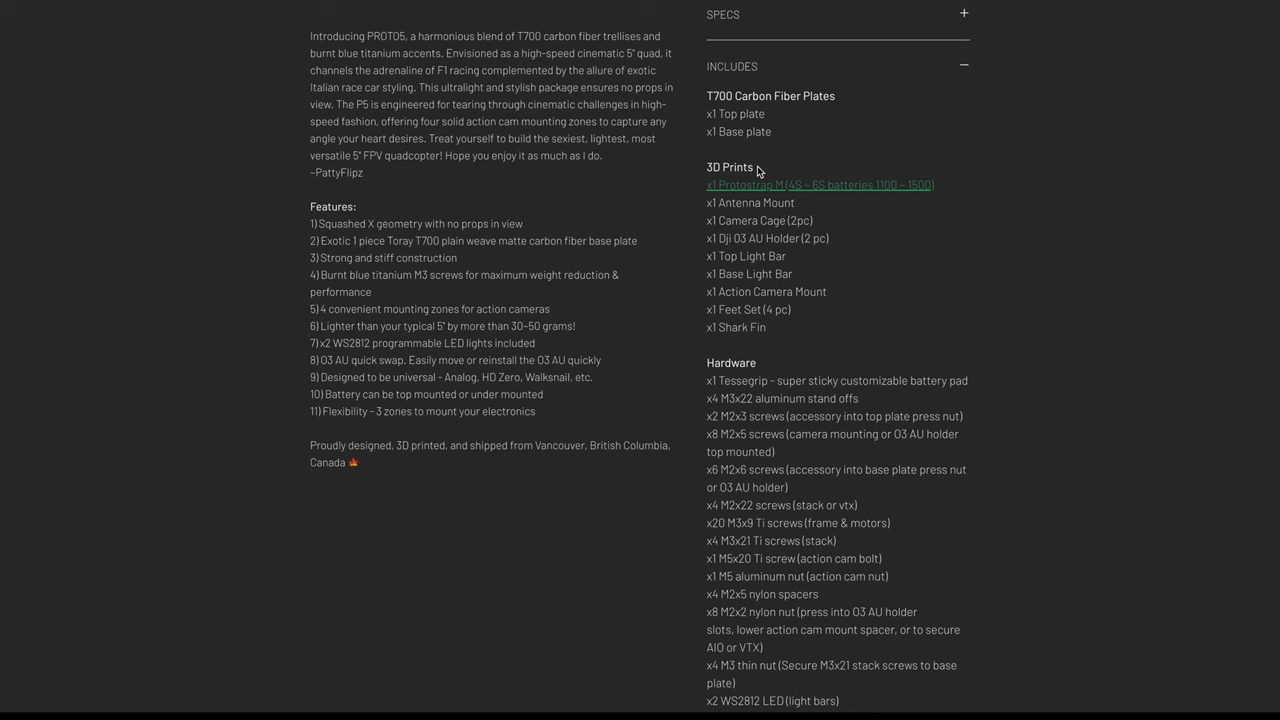 Introducing PROTO5, a harmonious blend of T700 carbon fiber trellises and
burnt blue titanium accents. Envisioned as a high-speed cinematic 5" quad, it
channels the adrenaline of F1 racing complemented by the allure of exotic
Italian race car styling. This ultralight and stylish package ensures no props in
view. The P5 is engineered for tearing through cinematic challenges in high-
speed fashion, offering four solid action cam mounting zones to capture any
angle your heart desires. Treat yourself to build the sexiest, lightest, most
versatile 5" FPV quadcopter! Hope you enjoy it as much as I do.
~PattyFlipz
Features:
1) Squashed X geometry with no props in view
2) Exotic 1 piece Toray T700 plain weave matte carbon fiber base plate
3) Strong and stiff construction
4) Burnt blue titanium M3 screws for maximum weight reduction &
performance
5) 4 convenient mounting zones for action cameras
6) Lighter than your typical 5" by more than 30~50 grams!
7) x2 WS2812 programmable LED lights included
8) O3 AU quick swap. Easily move or reinstall the O3 AU quickly
9) Designed to be universal - Analog, HD Zero, Walksnail, etc.
10) Battery can be top mounted or under mounted
11) Flexibility - 3 zones to mount your electronics
Proudly designed, 3D printed, and shipped from Vancouver, British Columbia,
Canada 🍁
SPECS +
INCLUDES −
T700 Carbon Fiber Plates
x1 Top plate
x1 Base plate
3D Prints
x1 Protostrap M (4S ~ 6S batteries 1100 ~ 1500)
x1 Antenna Mount
x1 Camera Cage (2pc)
x1 Dji O3 AU Holder (2 pc)
x1 Top Light Bar
x1 Base Light Bar
x1 Action Camera Mount
x1 Feet Set (4 pc)
x1 Shark Fin
Hardware
x1 Tessegrip - super sticky customizable battery pad
x4 M3x22 aluminum stand offs
x2 M2x3 screws (accessory into top plate press nut)
x8 M2x5 screws (camera mounting or O3 AU holder
top mounted)
x6 M2x6 screws (accessory into base plate press nut
or O3 AU holder)
x4 M2x22 screws (stack or vtx)
x20 M3x9 Ti screws (frame & motors)
x4 M3x21 Ti screws (stack)
x1 M5x20 Ti screw (action cam bolt)
x1 M5 aluminum nut (action cam nut)
x4 M2x5 nylon spacers
x8 M2x2 nylon nut (press into O3 AU holder
slots, lower action cam mount spacer, or to secure
AIO or VTX)
x4 M3 thin nut (Secure M3x21 stack screws to base
plate)
x2 WS2812 LED (light bars)